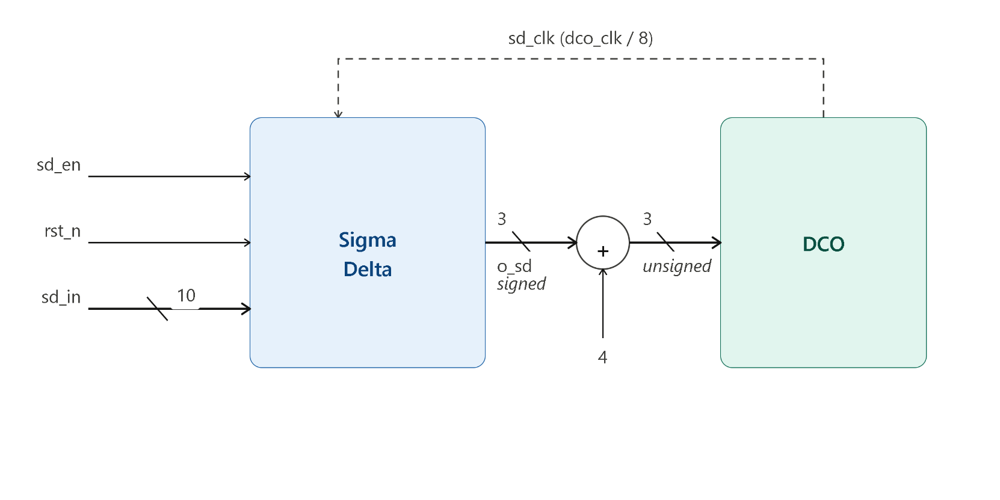 sd_clk (dco_clk / 8)
sd_en
rst_n
sd_in
10
Sigma
Delta
3
o_sd
signed
+
4
3
unsigned
DCO